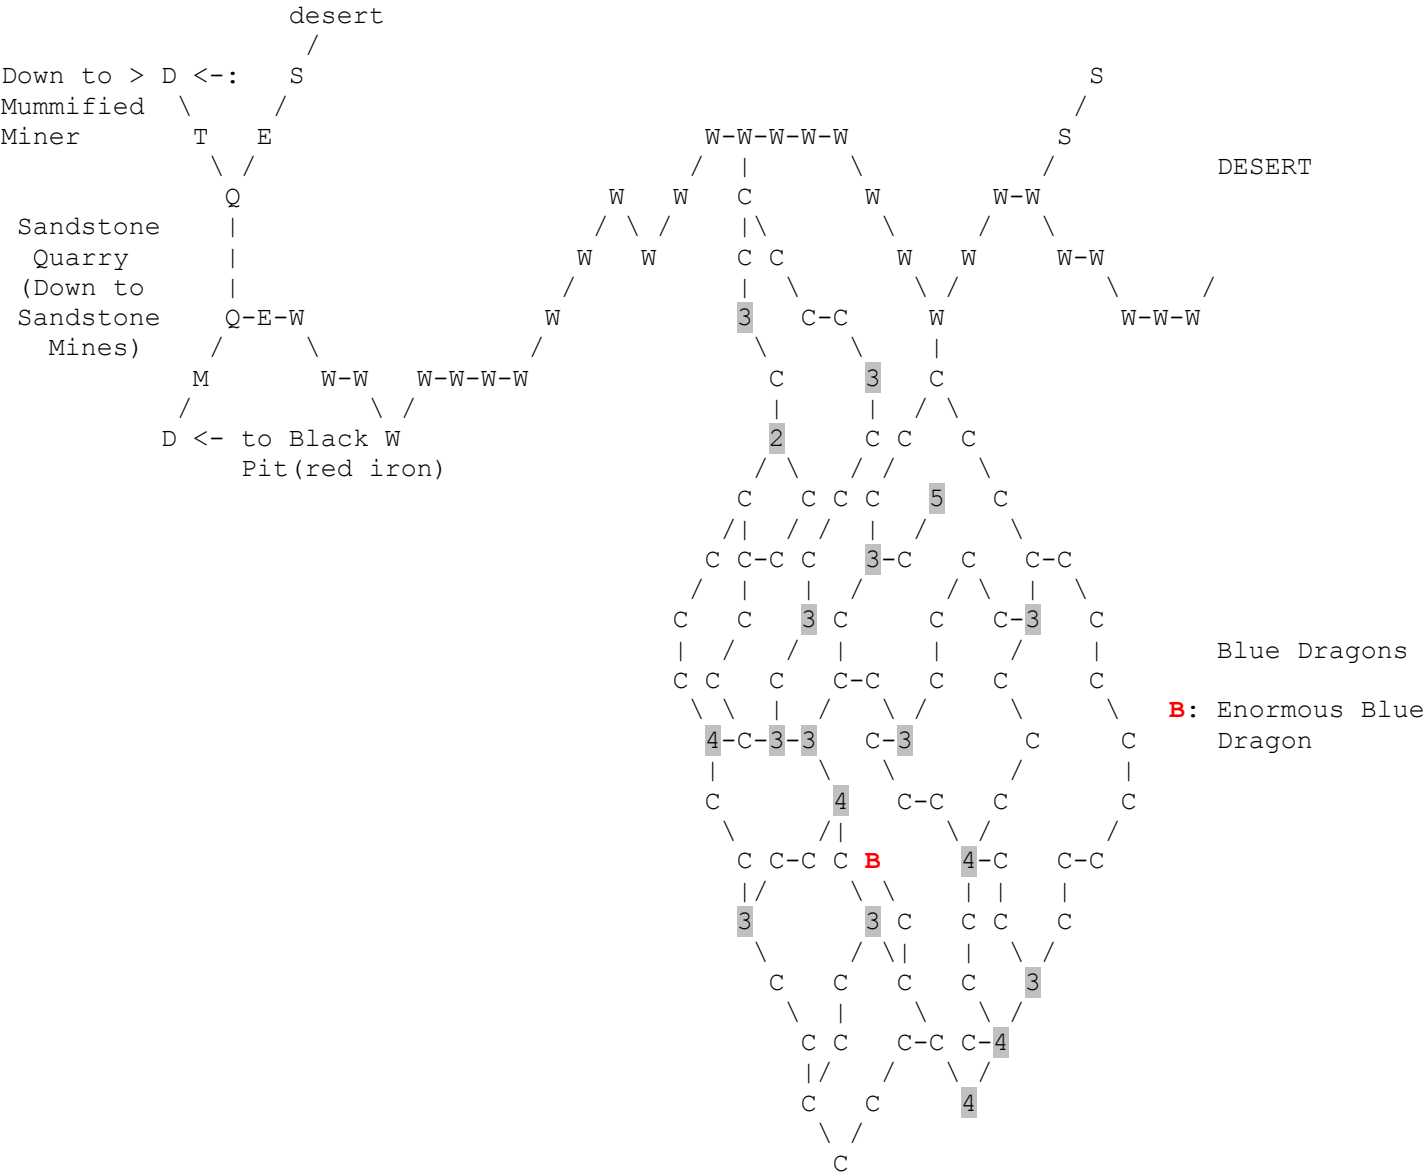 desert
                   /
Down to > D <-:   S                                                 S
Mummified  \     /                                                 /
Miner       T   E                           W-W-W-W-W             S
             \ /                           /  |      \           /          DESERT
              Q                       W   W   C       W       W-W
 Sandstone    |                      / \ /    |\       \     /   \
  Quarry      |                     W   W     C C       W   W     W-W
 (Down to     |                    /          |  \       \ /         \     /
 Sandstone    Q-E-W               W           3   C-C     W           W-W-W
   Mines)    /     \             /             \     \    |
            M       W-W   W-W-W-W               C     3   C
           /           \ /                      |     |  / \
          D <- to Black W                       2     C C   C
               Pit(red iron)                   / \   / /     \
                                              C   C C C   5   C
                                             /|  / /  |  /     \
                                            C C-C C   3-C   C   C-C
                                           /  |   |  /     / \  |  \
                                          C   C   3 C     C   C-3   C
                                          |  /   /  |     |    /    |       Blue Dragons
                                          C C   C   C-C   C   C     C
                                           \ \  |  /   \ /     \     \   B: Enormous Blue
                                            4-C-3-3   C-3       C     C     Dragon
                                            |      \   \       /      |
                                            C       4   C-C   C       C
                                             \     /|      \ /       /
                                              C C-C C B     4-C   C-C
                                              |/     \ \    | |   |
                                              3       3 C   C C   C
                                               \     / \|   |  \ /
                                                C   C   C   C   3
                                                 \  |    \   \ /
                                                  C C   C-C C-4
                                                  |/   /   \ /
                                                  C   C     4
                                                   \ /
                                                    C